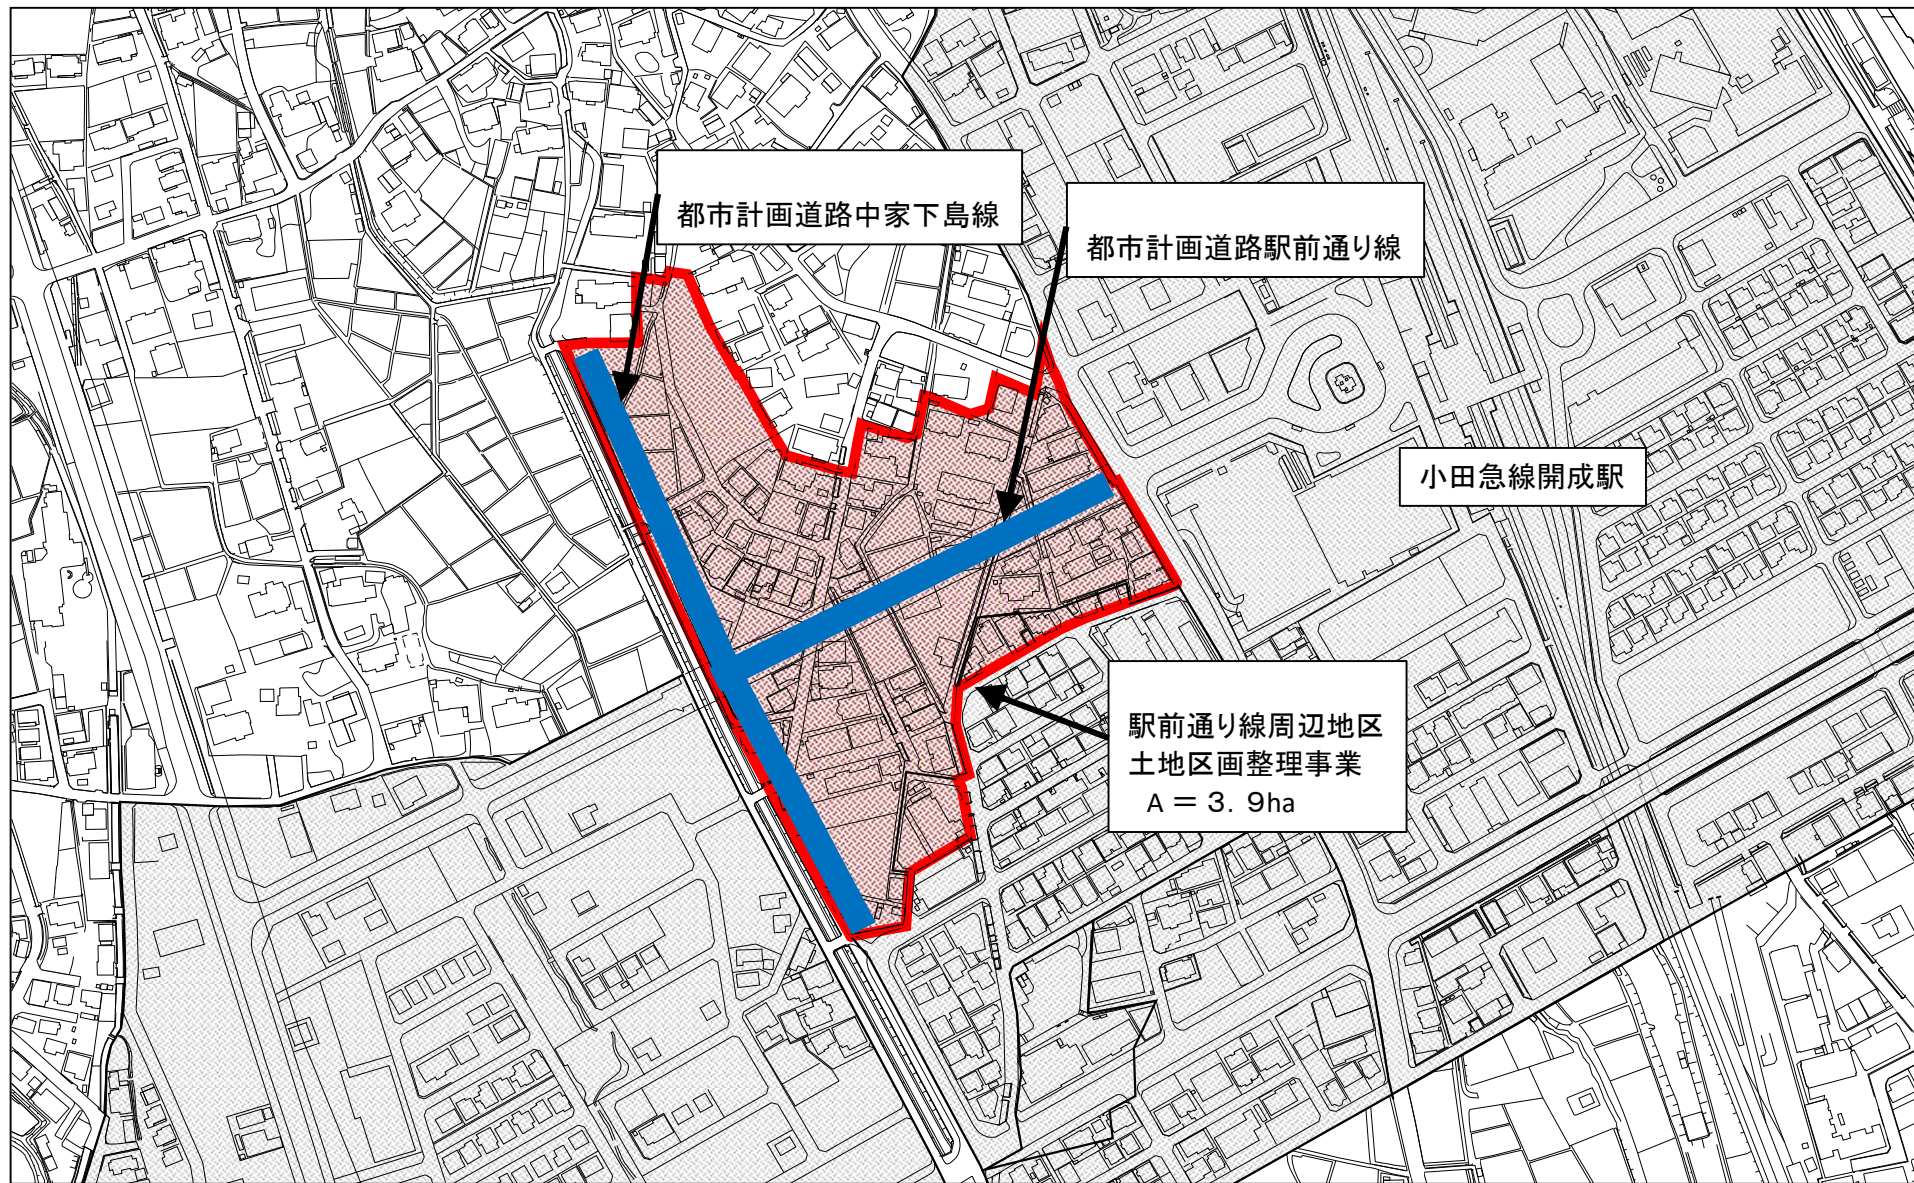 都市計画道路中家下島線
都市計画道路駅前通り線
小田急線開成駅
駅前通り線周辺地区
土地区画整理事業
A＝3．9ha